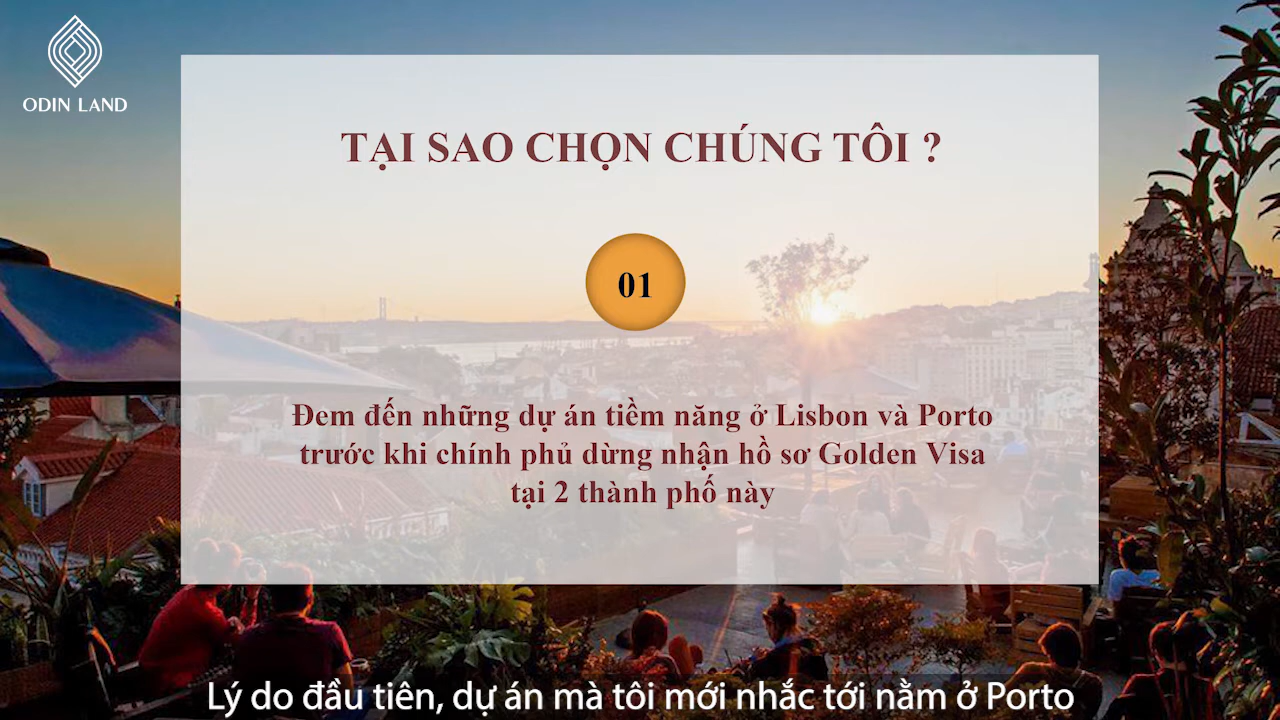 ODIN LAND
TẠI SAO CHỌN CHÚNG TÔI ?
01
Đem đến những dự án tiềm năng ở Lisbon và Porto
trước khi chính phủ dừng nhận hồ sơ Golden Visa
tại 2 thành phố này
Lý do đầu tiên, dự án mà tôi mới nhắc tới nằm ở Porto